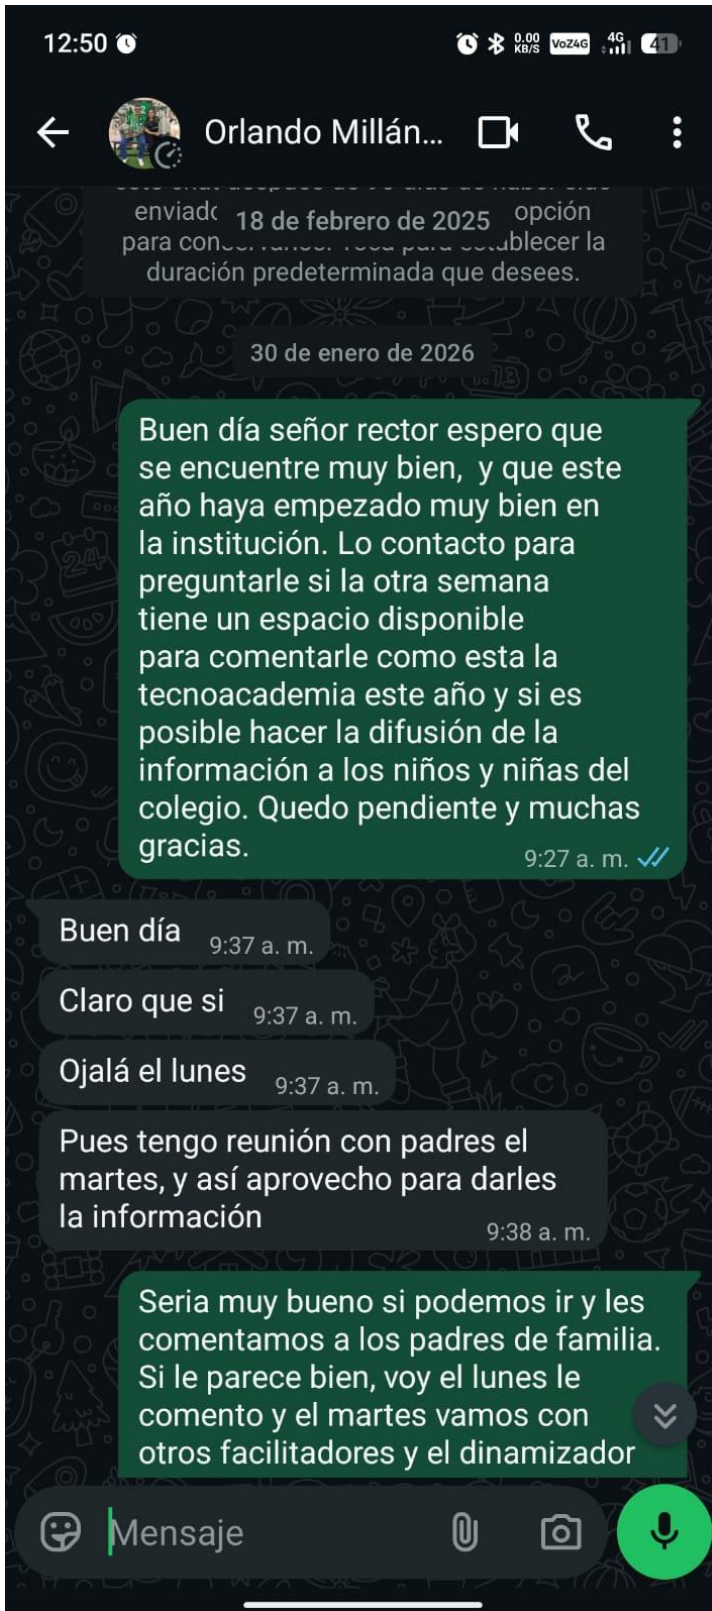 12:50
0.00
KB/S
VoZ4G
4G
41
Orlando Millán...
enviado
18 de febrero de 2025
opción
para
la
duración predeterminada que desees.
30 de enero de 2026
Buen día señor rector espero que
se encuentre muy bien,  y que este
año haya empezado muy bien en
la institución. Lo contacto para
preguntarle si la otra semana
tiene un espacio disponible
para comentarle como esta la
tecnoacademia este año y si es
posible hacer la difusión de la
información a los niños y niñas del
colegio. Quedo pendiente y muchas
gracias.
9:27 a. m.
Buen día
9:37 a. m.
Claro que si
9:37 a. m.
Ojalá el lunes
9:37 a. m.
Pues tengo reunión con padres el
martes, y así aprovecho para darles
la información
9:38 a. m.
Seria muy bueno si podemos ir y les
comentamos a los padres de familia.
Si le parece bien, voy el lunes le
comento y el martes vamos con
otros facilitadores y el dinamizador
Mensaje